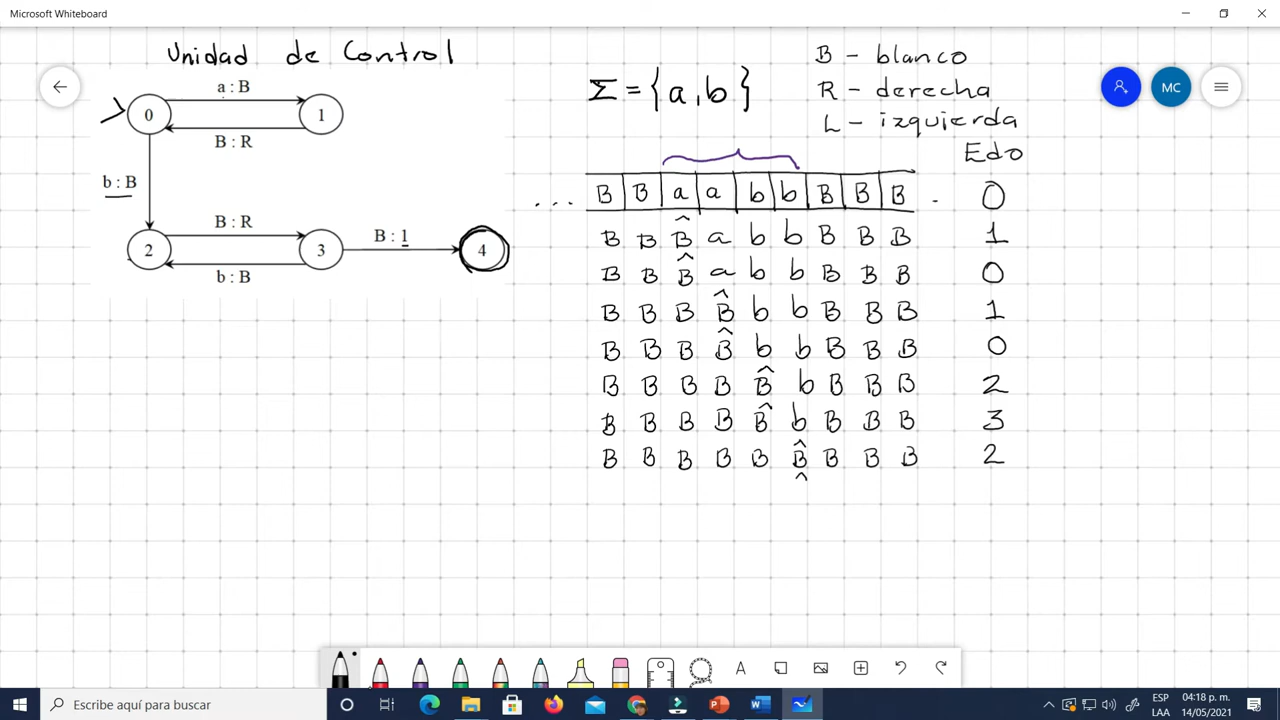 Microsoft Whiteboard
Unidad de Control
a : B
0
1
B : R
b : B
B : R
2
3
B : 1
4
b : B
Σ = {a, b}
B - blanco
R - derecha
L - izquierda
MC
Edo
... B B a a b b B B B . 0
B B B a b b B B B 1
B B B a b b B B B 0
B B B B b b B B B 1
B B B B b b B B B 0
B B B B B b B B B 2
B B B B B b B B B 3
B B B B B B B B B 2
Escribe aquí para buscar
ESP
LAA
04:18 p. m.
14/05/2021